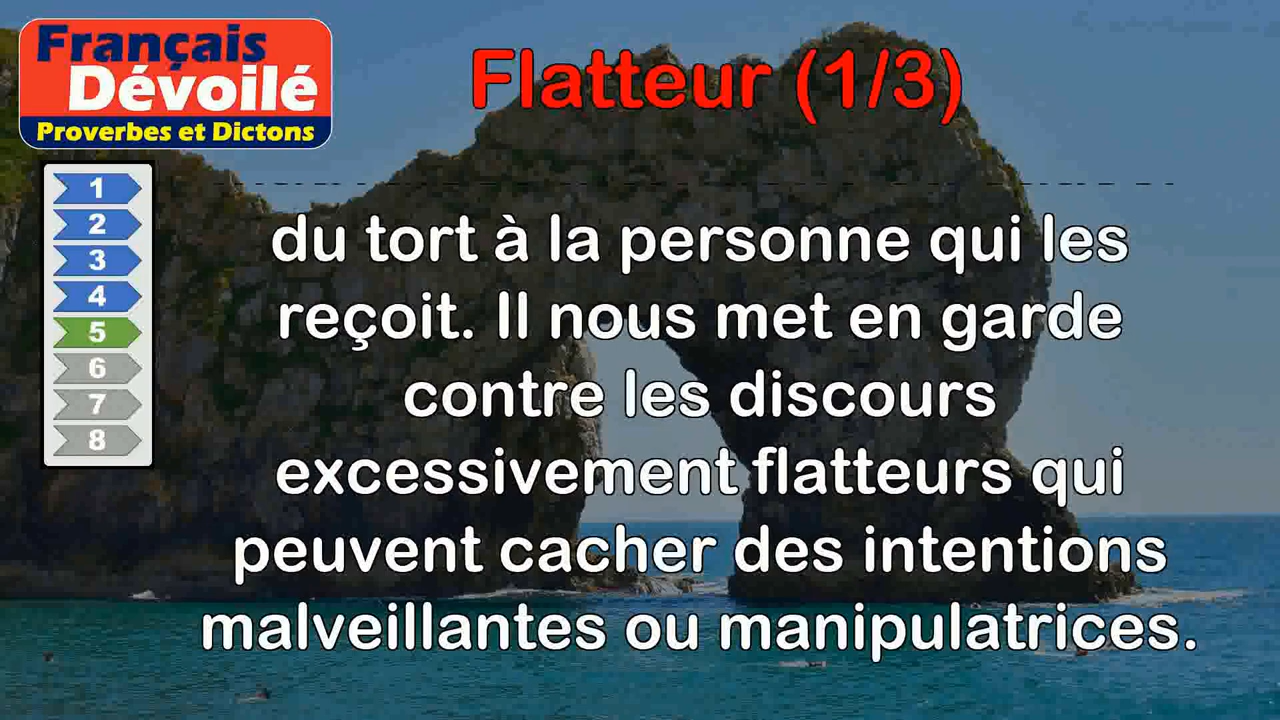 Français
Dévoilé
Proverbes et Dictons
Flatteur (1/3)
1
2
3
4
5
6
7
8
du tort à la personne qui les
reçoit. Il nous met en garde
contre les discours
excessivement flatteurs qui
peuvent cacher des intentions
malveillantes ou manipulatrices.